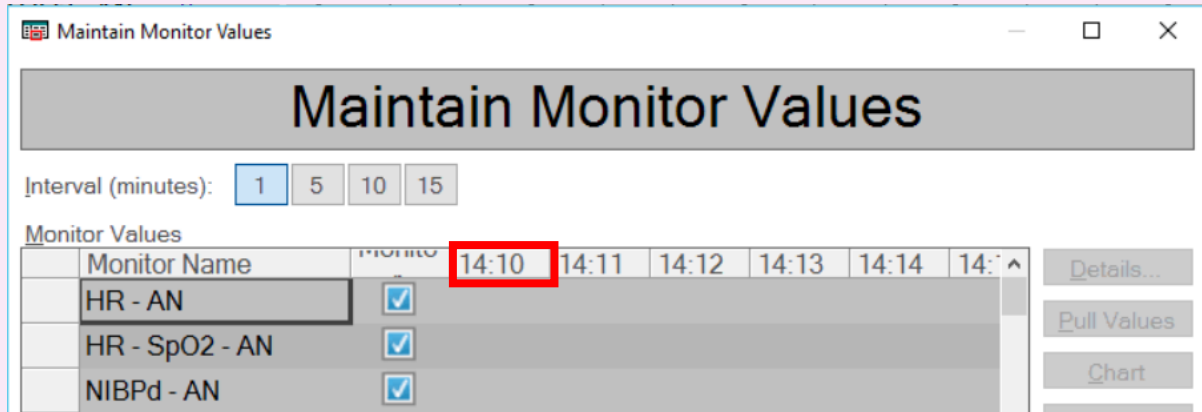 Maintain Monitor Values
Maintain Monitor Values
Interval (minutes): 1 5 10 15
Monitor Values
Monitor Name 14:10 14:11 14:12 14:13 14:14 Details...
HR - AN
Pull Values
HR - SpO2 - AN
Chart
NIBPd - AN